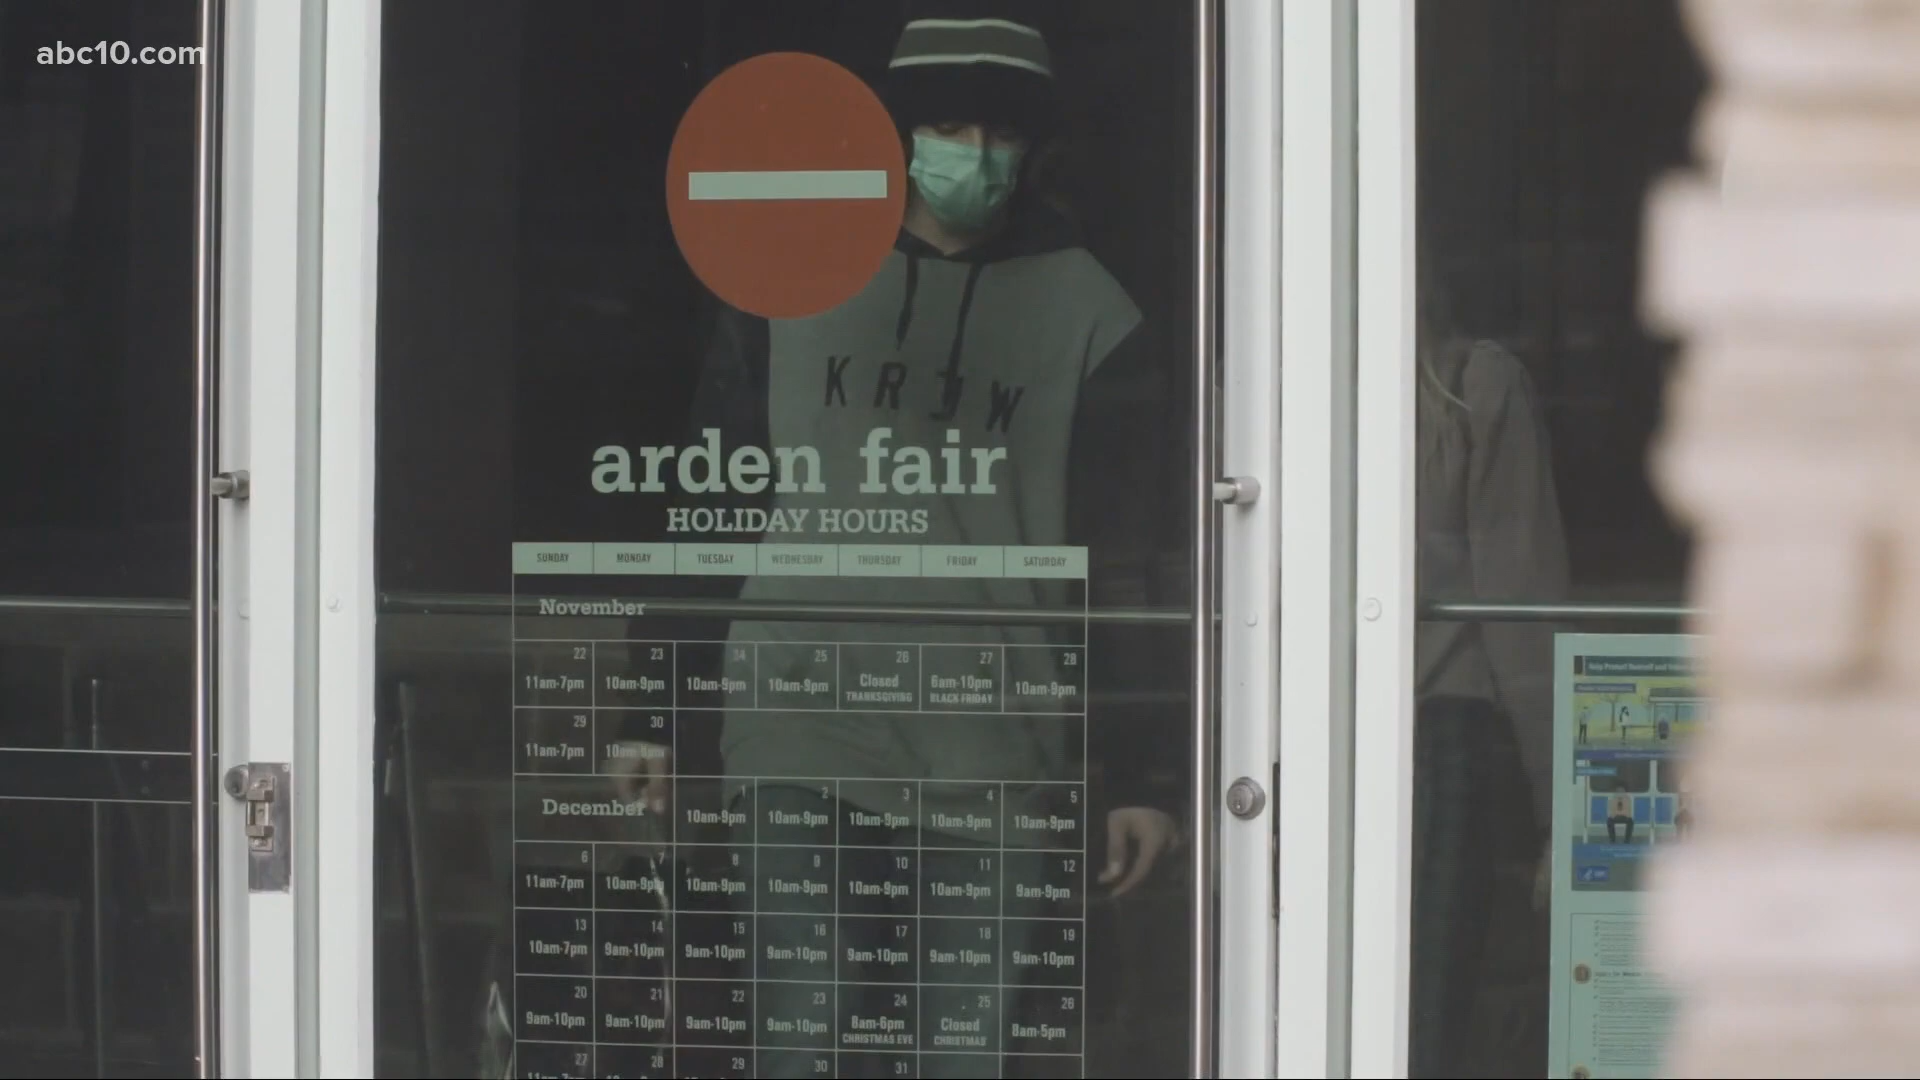 abc10.com
KR3W
arden fair
HOLIDAY HOURS
SUNDAY MONDAY TUESDAY WEDNESDAY THURSDAY FRIDAY SATURDAY
November
22 23 24 25 26 27 28
11am-7pm 10am-9pm 10am-9pm 10am-9pm Closed 6am-10pm 10am-9pm
THANKSGIVING BLACK FRIDAY
29 30
11am-7pm 10am-9pm
December 1 2 3 4 5
10am-9pm 10am-9pm 10am-9pm 10am-9pm 10am-9pm
6 7 8 9 10 11 12
11am-7pm 10am-9pm 10am-9pm 10am-9pm 10am-9pm 10am-9pm 9am-9pm
13 14 15 16 17 18 19
10am-7pm 9am-10pm 9am-10pm 9am-10pm 9am-10pm 9am-10pm 9am-10pm
20 21 22 23 24 25 26
9am-10pm 9am-10pm 9am-10pm 9am-10pm 8am-6pm Closed 8am-5pm
CHRISTMAS EVE CHRISTMAS
27 28 29 30 31